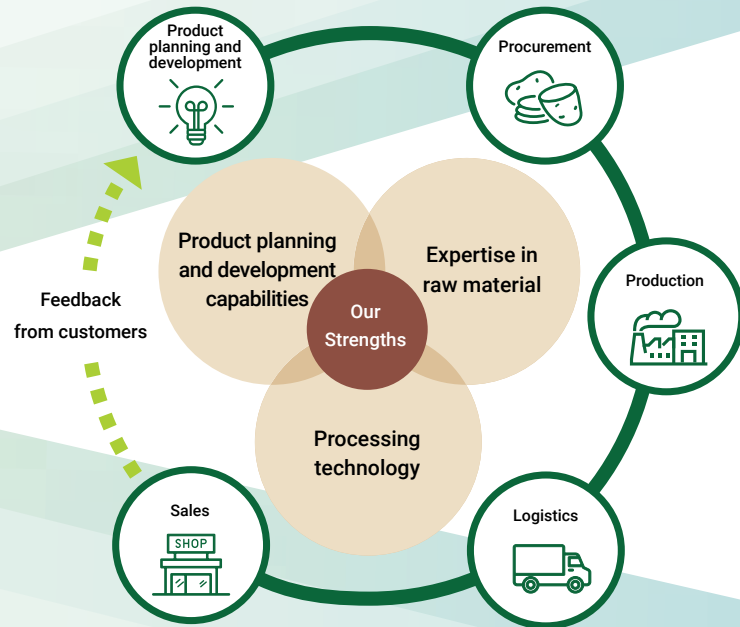 Product
planning and
development
Procurement
Product planning
and development
capabilities
Expertise in
raw material
Our
Strengths
Production
Feedback
from customers
Processing
technology
Sales
SHOP
Logistics